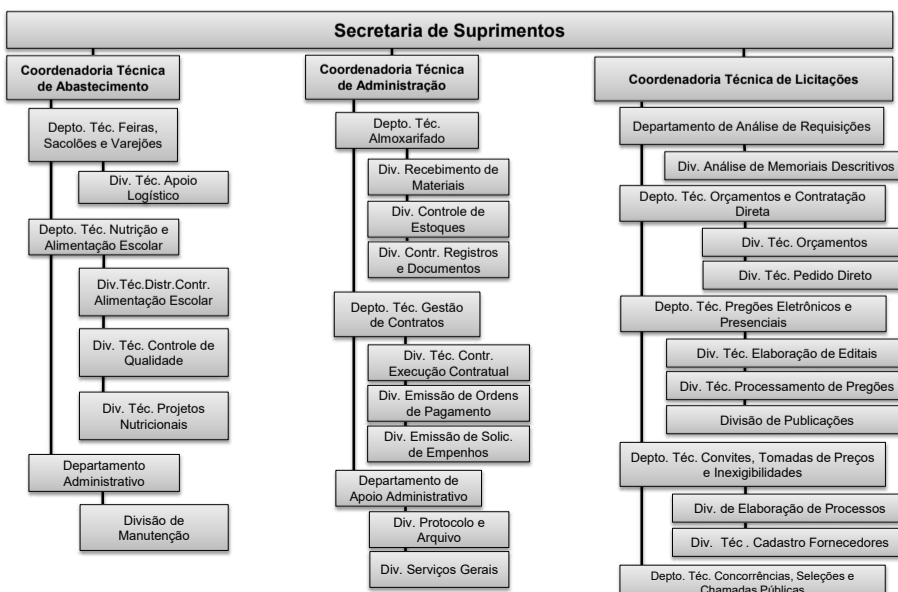 Secretaria de Suprimentos
Coordenadoria Técnica
de Abastecimento
Depto. Téc. Feiras,
Sacolões e Varejões
Div. Téc. Apoio
Logístico
Depto. Téc. Nutrição e
Alimentação Escolar
Div.Téc.Distr.Contr.
Alimentação Escolar
Div. Téc. Controle de
Qualidade
Div. Téc. Projetos
Nutricionais
Departamento
Administrativo
Divisão de
Manutenção
Coordenadoria Técnica
de Administração
Depto. Téc.
Almoxarifado
Div. Recebimento de
Materiais
Div. Controle de
Estoques
Div. Contr. Registros
e Documentos
Depto. Téc. Gestão
de Contratos
Div. Téc. Contr.
Execução Contratual
Div. Emissão de Ordens
de Pagamento
Div. Emissão de Solic.
de Empenhos
Departamento de
Apoio Administrativo
Div. Protocolo e
Arquivo
Div. Serviços Gerais
Coordenadoria Técnica de Licitações
Departamento de Análise de Requisições
Div. Análise de Memoriais Descritivos
Depto. Téc. Orçamentos e Contratação
Direta
Div. Téc. Orçamentos
Div. Téc. Pedido Direto
Depto. Téc. Pregões Eletrônicos e
Presenciais
Div. Téc. Elaboração de Editais
Div. Téc. Processamento de Pregões
Divisão de Publicações
Depto. Téc. Convites, Tomadas de Preços
e Inexigibilidades
Div. de Elaboração de Processos
Div. Téc . Cadastro Fornecedores
Depto. Téc. Concorrências, Seleções e
Chamadas Públicas